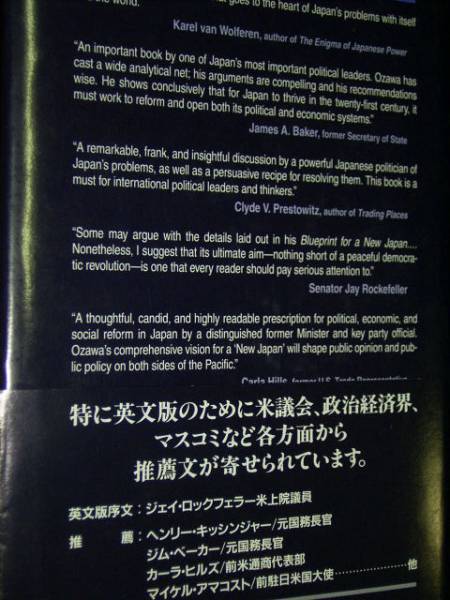 the world.
goes to the heart of Japan's problems with itself
Karel van Wolferen, author of The Enigma of Japanese Power
"An important book by one of Japan's most important political leaders. Ozawa has
cast a wide analytical net; his arguments are compelling and his recommendations
wise. He shows conclusively that for Japan to thrive in the twenty-first century, it
must work to reform and open both its political and economic systems."
James A. Baker, former Secretary of State
"A remarkable, frank, and insightful discussion by a powerful Japanese politician of
Japan's problems, as well as a persuasive recipe for resolving them. This book is a
must for international political leaders and thinkers."
Clyde V. Prestowitz, author of Trading Places
"Some may argue with the details laid out in his Blueprint for a New Japan....
Nonetheless, I suggest that its ultimate aim—nothing short of a peaceful democra-
tic revolution—is one that every reader should pay serious attention to."
Senator Jay Rockefeller
"A thoughtful, candid, and highly readable prescription for political, economic, and
social reform in Japan by a distinguished former Minister and key party official.
Ozawa's comprehensive vision for a 'New Japan' will shape public opinion and pub-
lic policy on both sides of the Pacific."
Carla Hills, former U.S. Trade Representative
特に英文版のために米議会、政治経済界、
マスコミなど各方面から
推薦文が寄せられています。
英文版序文:ジェイ・ロックフェラー米上院議員
推 薦:ヘンリー・キッシンジャー/元国務長官
ジム・ベーカー/元国務長官
カーラ・ヒルズ/前米通商代表部
マイケル・アマコスト/前駐日米国大使………………他